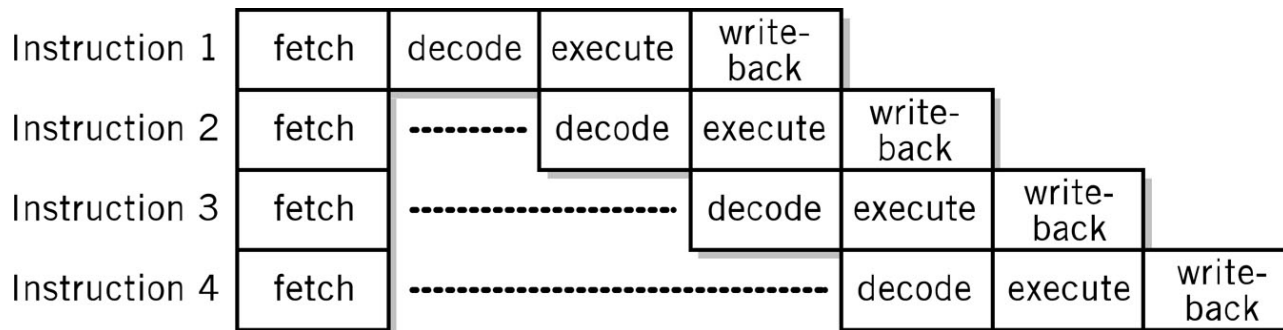 Instruction 1 fetch decode execute write-
back
Instruction 2 fetch decode execute write-
back
Instruction 3 fetch decode execute write-
back
Instruction 4 fetch decode execute write-
back